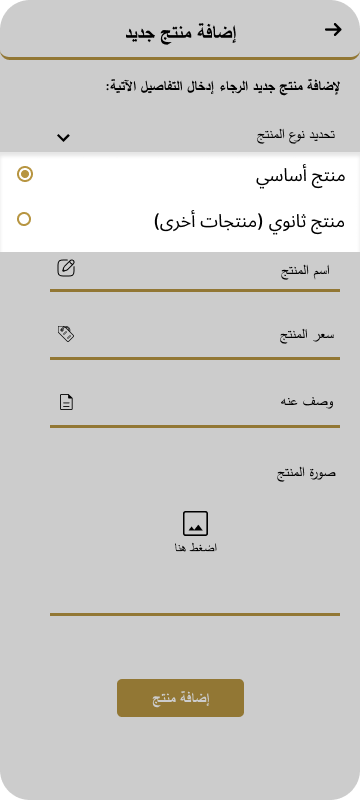 إضافة منتج جديد
لإضافة منتج جديد الرجاء إدخال التفاصيل الآتية:
تحديد نوع المنتج
منتج أساسي
منتج ثانوي (منتجات أخرى)
اسم المنتج
سعر المنتج
وصف عنه
صورة المنتج
اضغط هنا
إضافة منتج